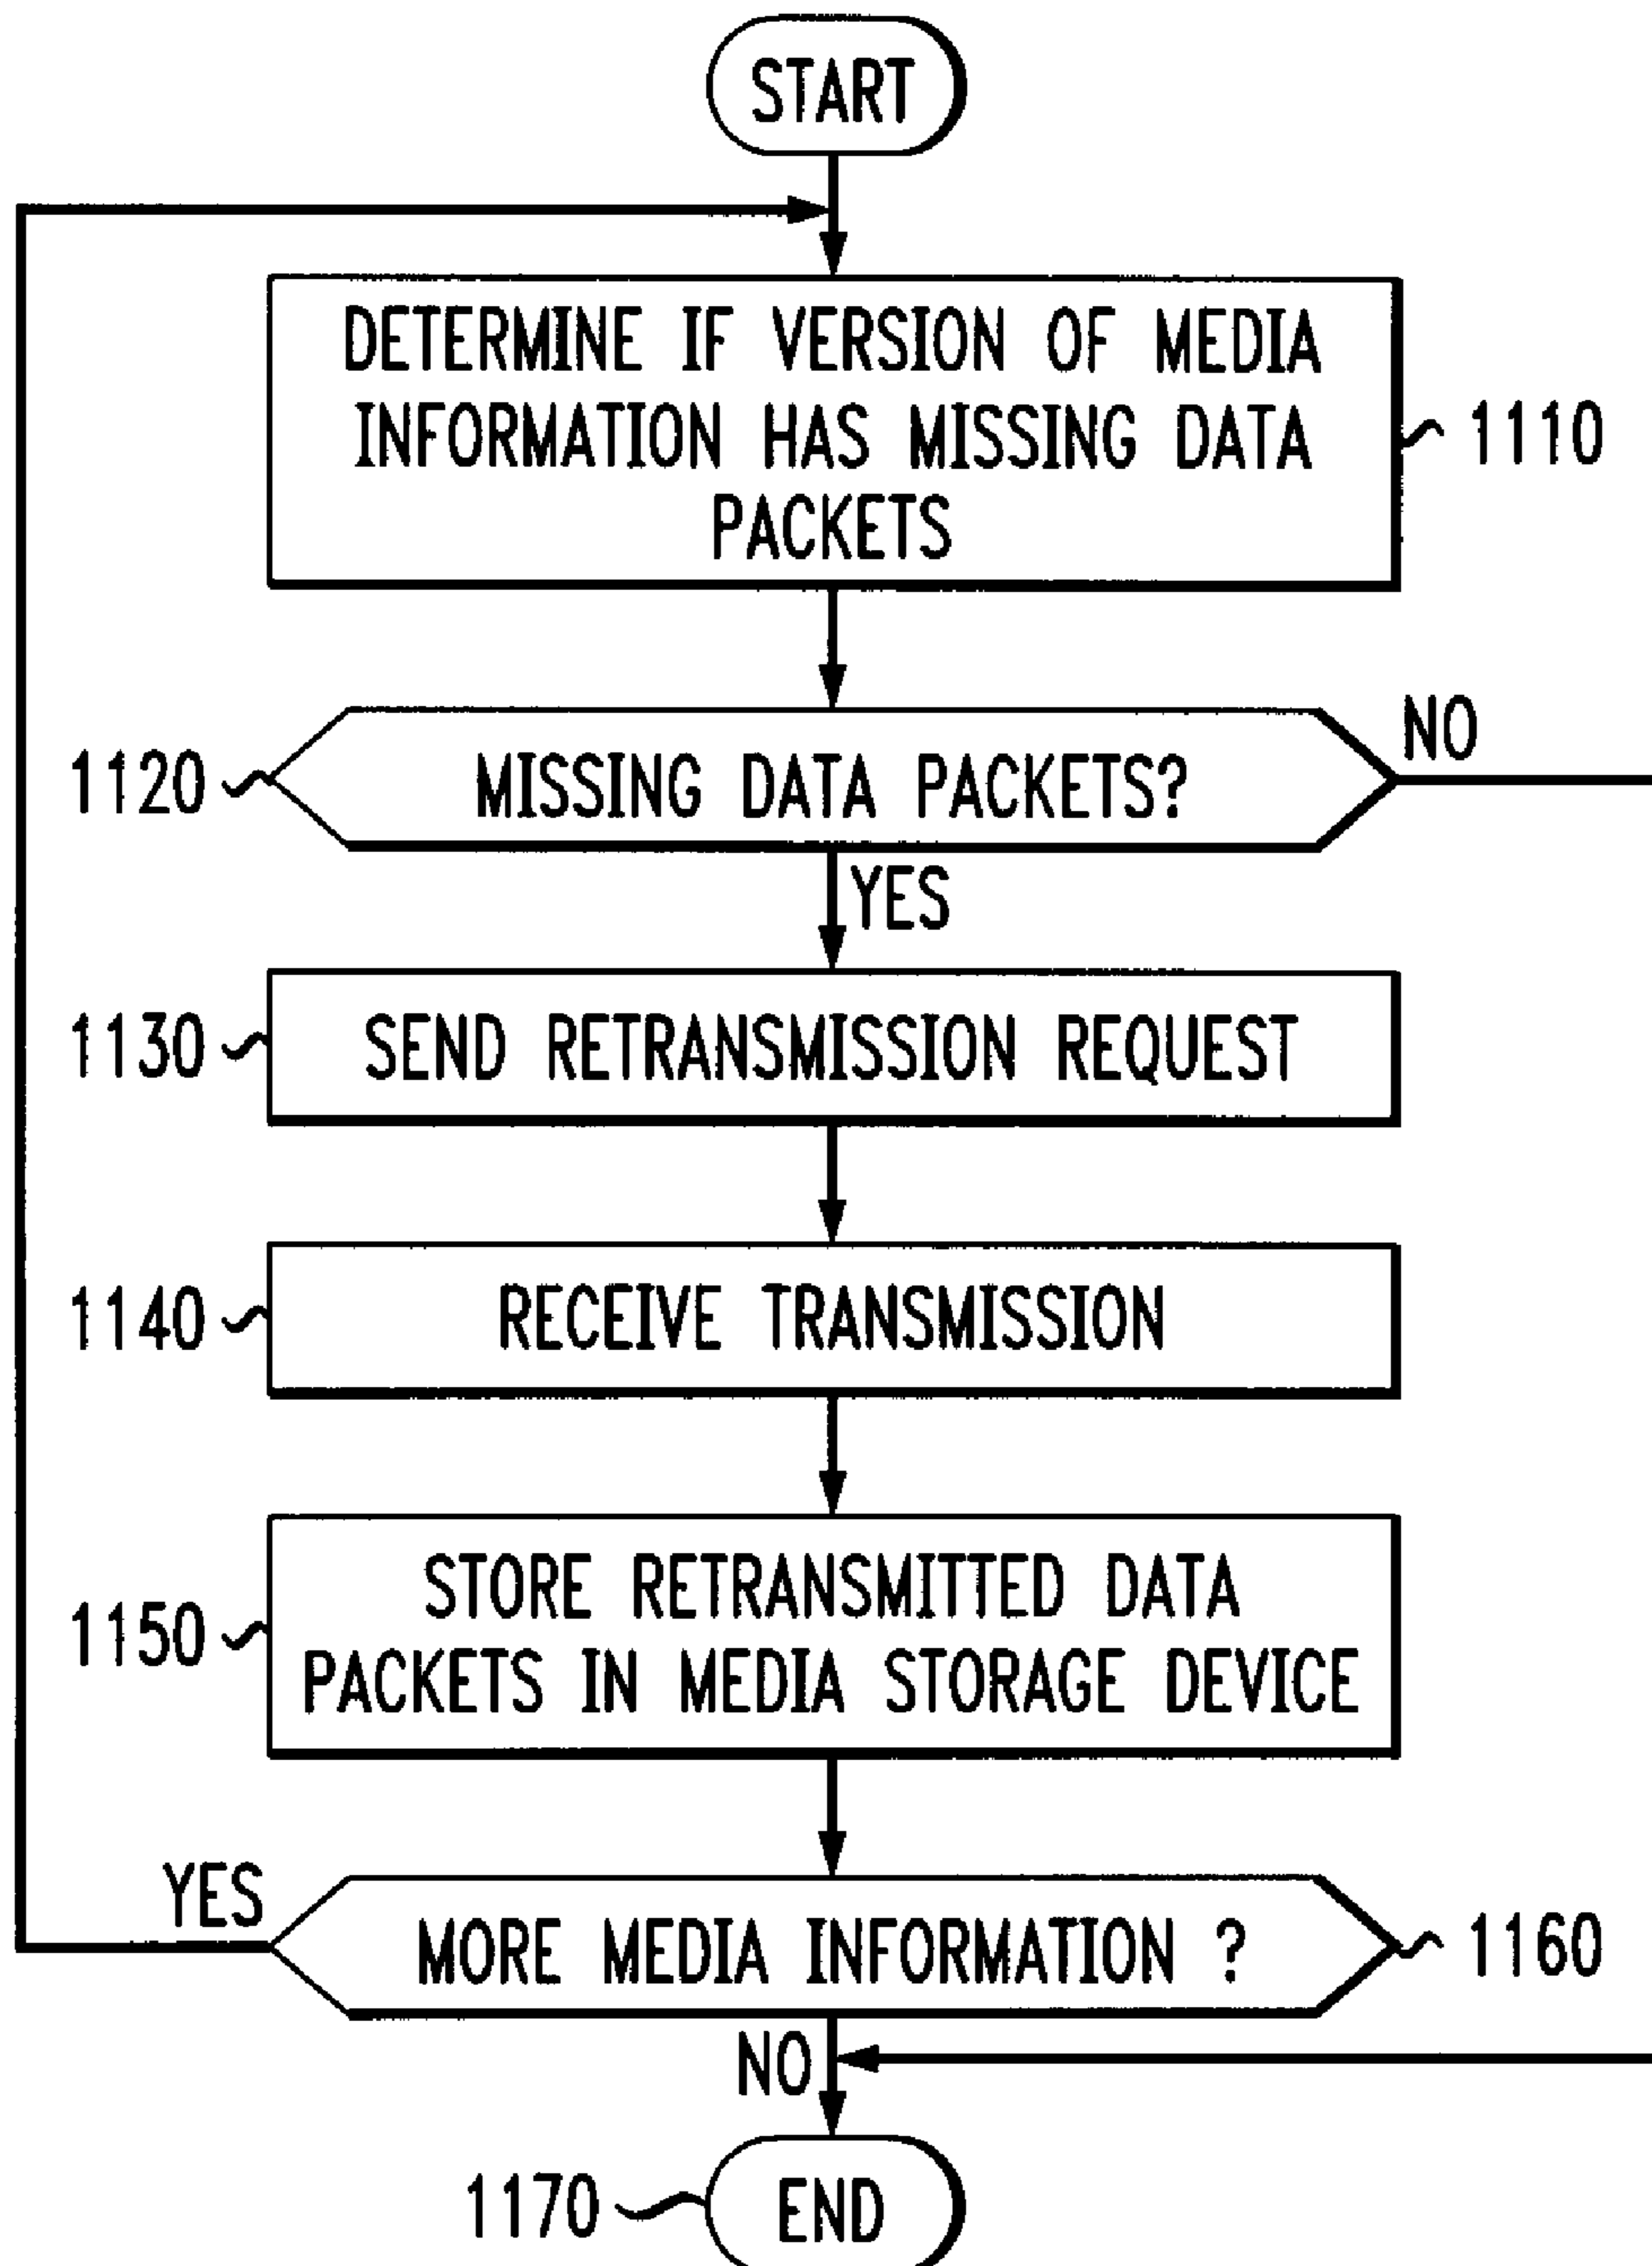 START
DETERMINE IF VERSION OF MEDIA
INFORMATION HAS MISSING DATA
PACKETS
1110
1120
MISSING DATA PACKETS?
NO
YES
1130
SEND RETRANSMISSION REQUEST
1140
RECEIVE TRANSMISSION
1150
STORE RETRANSMITTED DATA
PACKETS IN MEDIA STORAGE DEVICE
YES
MORE MEDIA INFORMATION ?
1160
NO
1170
END